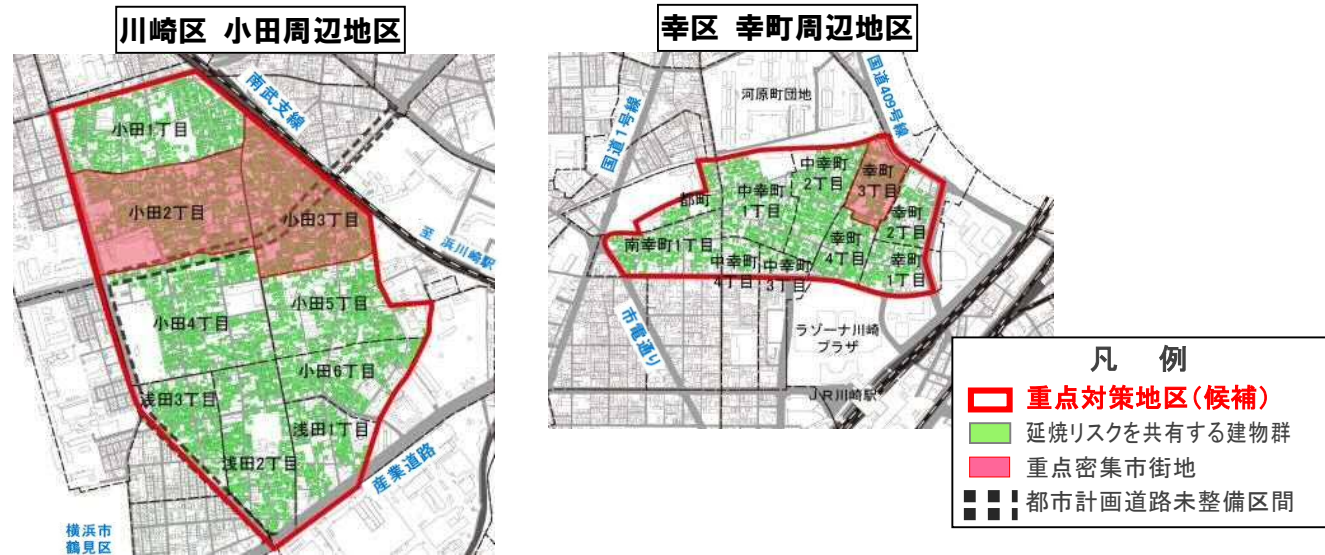 川崎区 小田周辺地区
南武支線
小田1丁目
小田2丁目
小田3丁目
至 浜川崎駅
小田4丁目
小田5丁目
小田6丁目
浅田3丁目
浅田1丁目
浅田2丁目
産業道路
横浜市
鶴見区
幸区 幸町周辺地区
国道409号線
河原町団地
国道1号線
中幸町
2丁目
幸町
3丁目
都町
中幸町
1丁目
幸町
2丁目
南幸町1丁目
幸町
4丁目
中幸町
4丁目
中幸町
3丁目
幸町
1丁目
市電通り
ラゾーナ川崎
プラザ
JR川崎駅
凡 例
重点対策地区(候補)
延焼リスクを共有する建物群
重点密集市街地
都市計画道路未整備区間